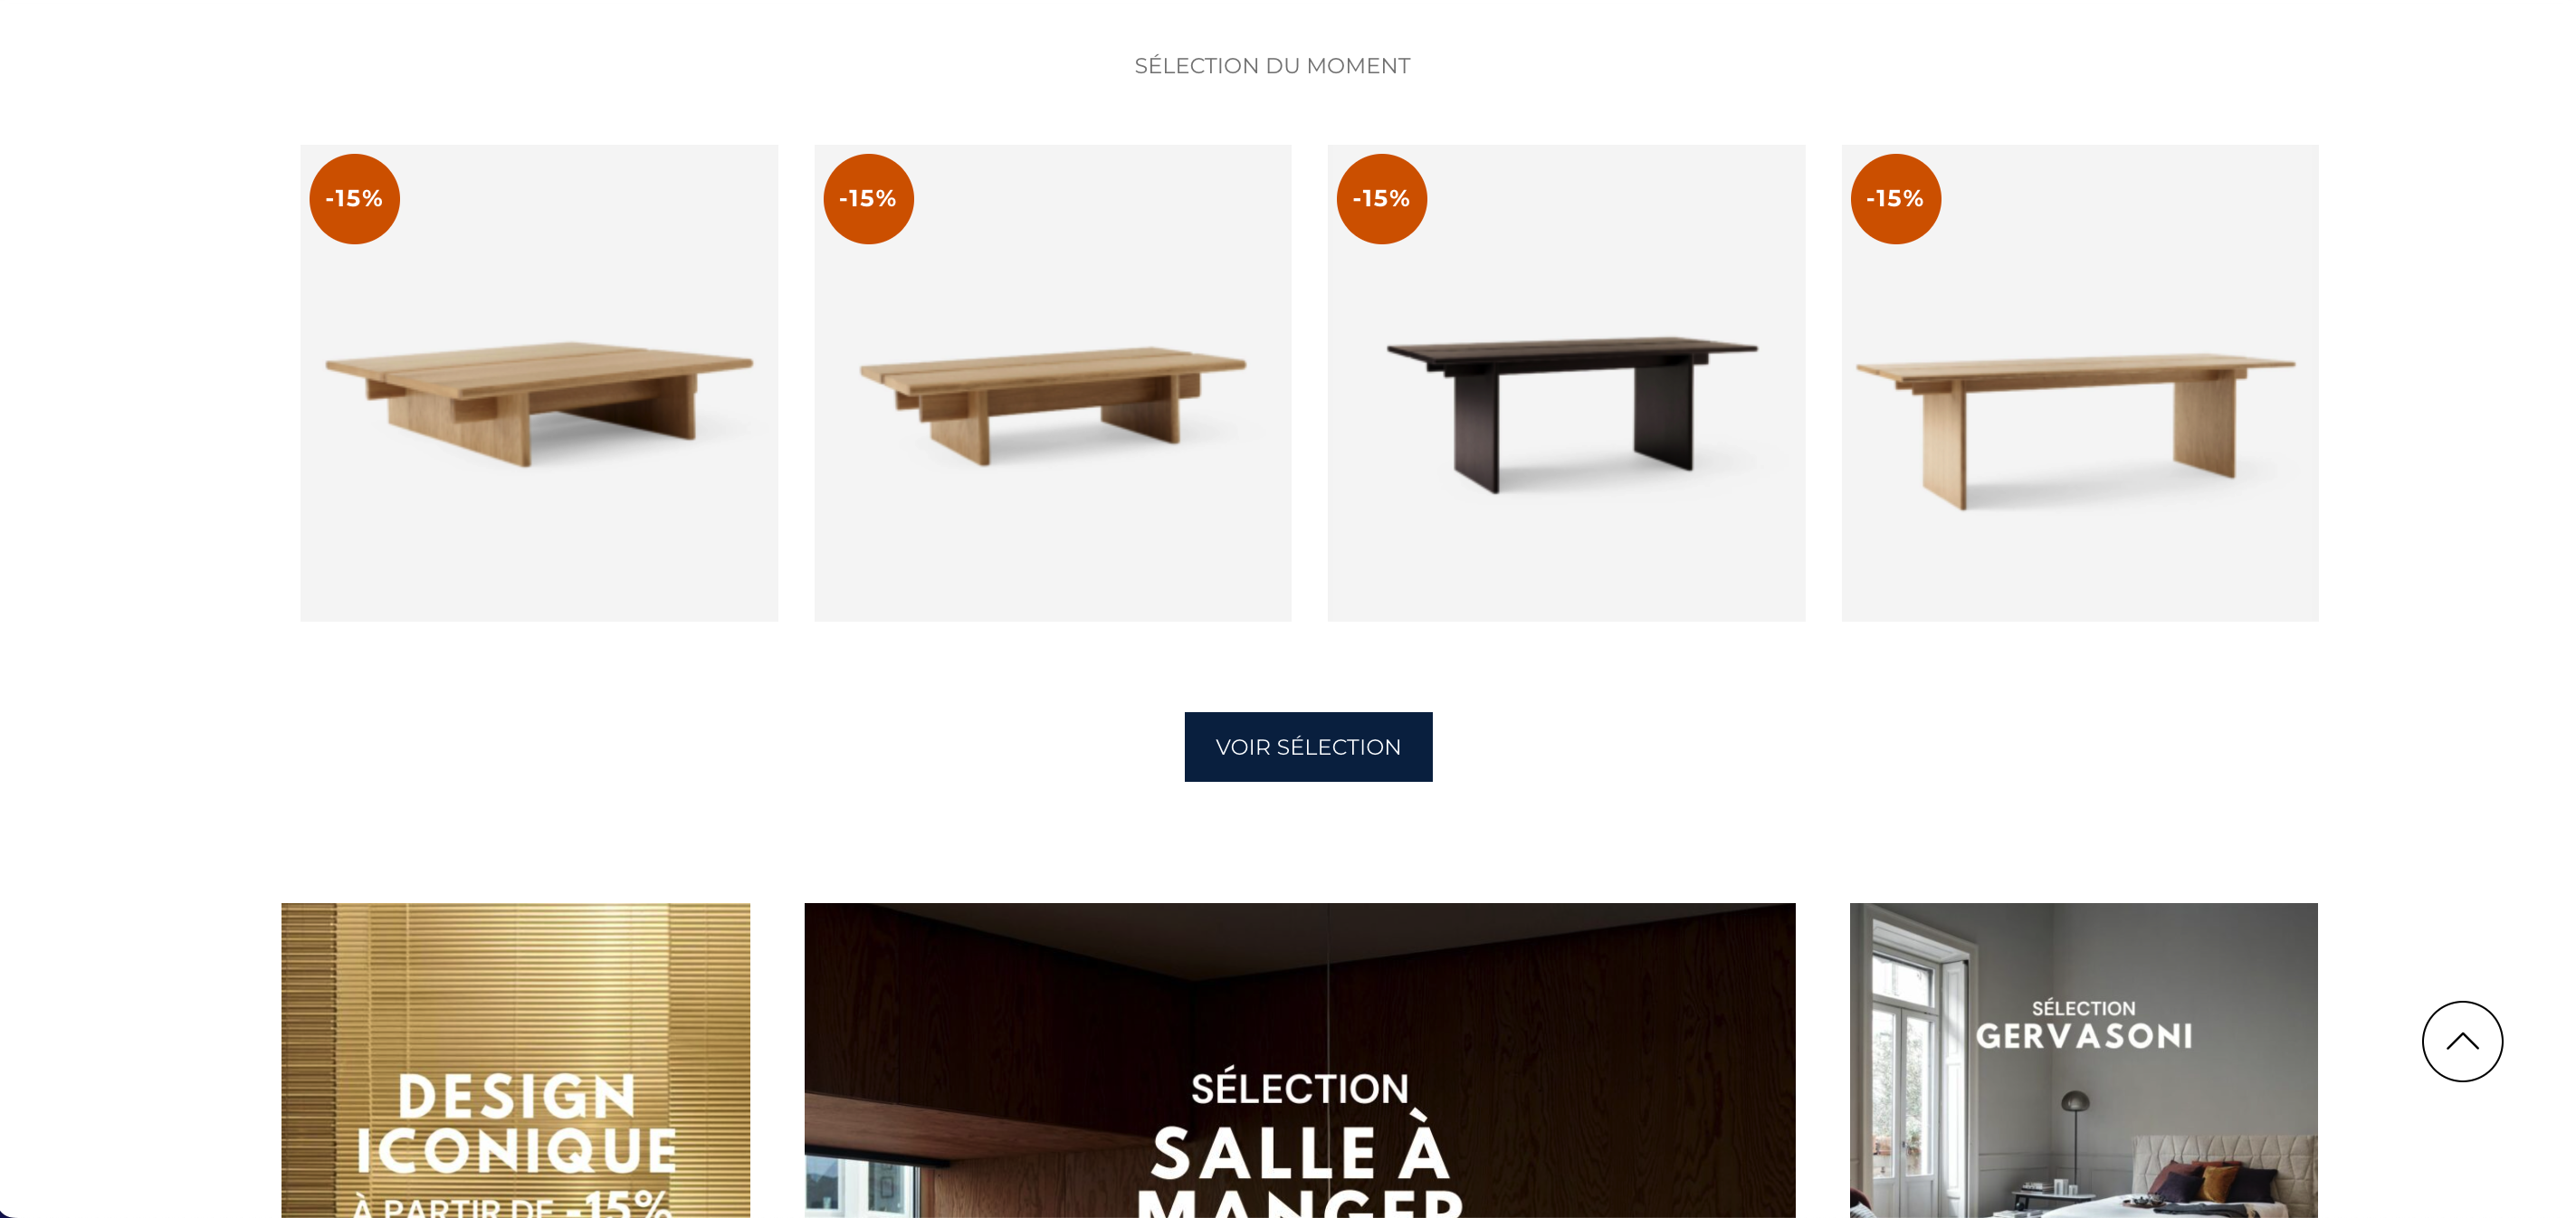 SÉLECTION DU MOMENT
-15%
-15%
-15%
-15%
VOIR SÉLECTION
DESIGN
ICONIQUE
À PARTIR DE -15%
SÉLECTION
SALLE À
MANGER
SÉLECTION
GERVASONI